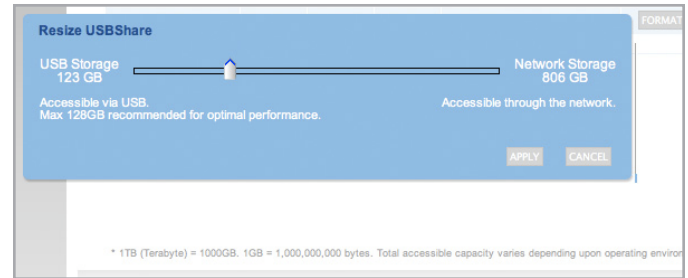 FORMAT
Resize USBShare
USB Storage
123 GB
Network Storage
806 GB
Accessible via USB.
Max 128GB recommended for optimal performance.
Accessible through the network.
APPLY CANCEL
* 1TB (Terabyte) = 1000GB. 1GB = 1,000,000,000 bytes. Total accessible capacity varies depending upon operating environ